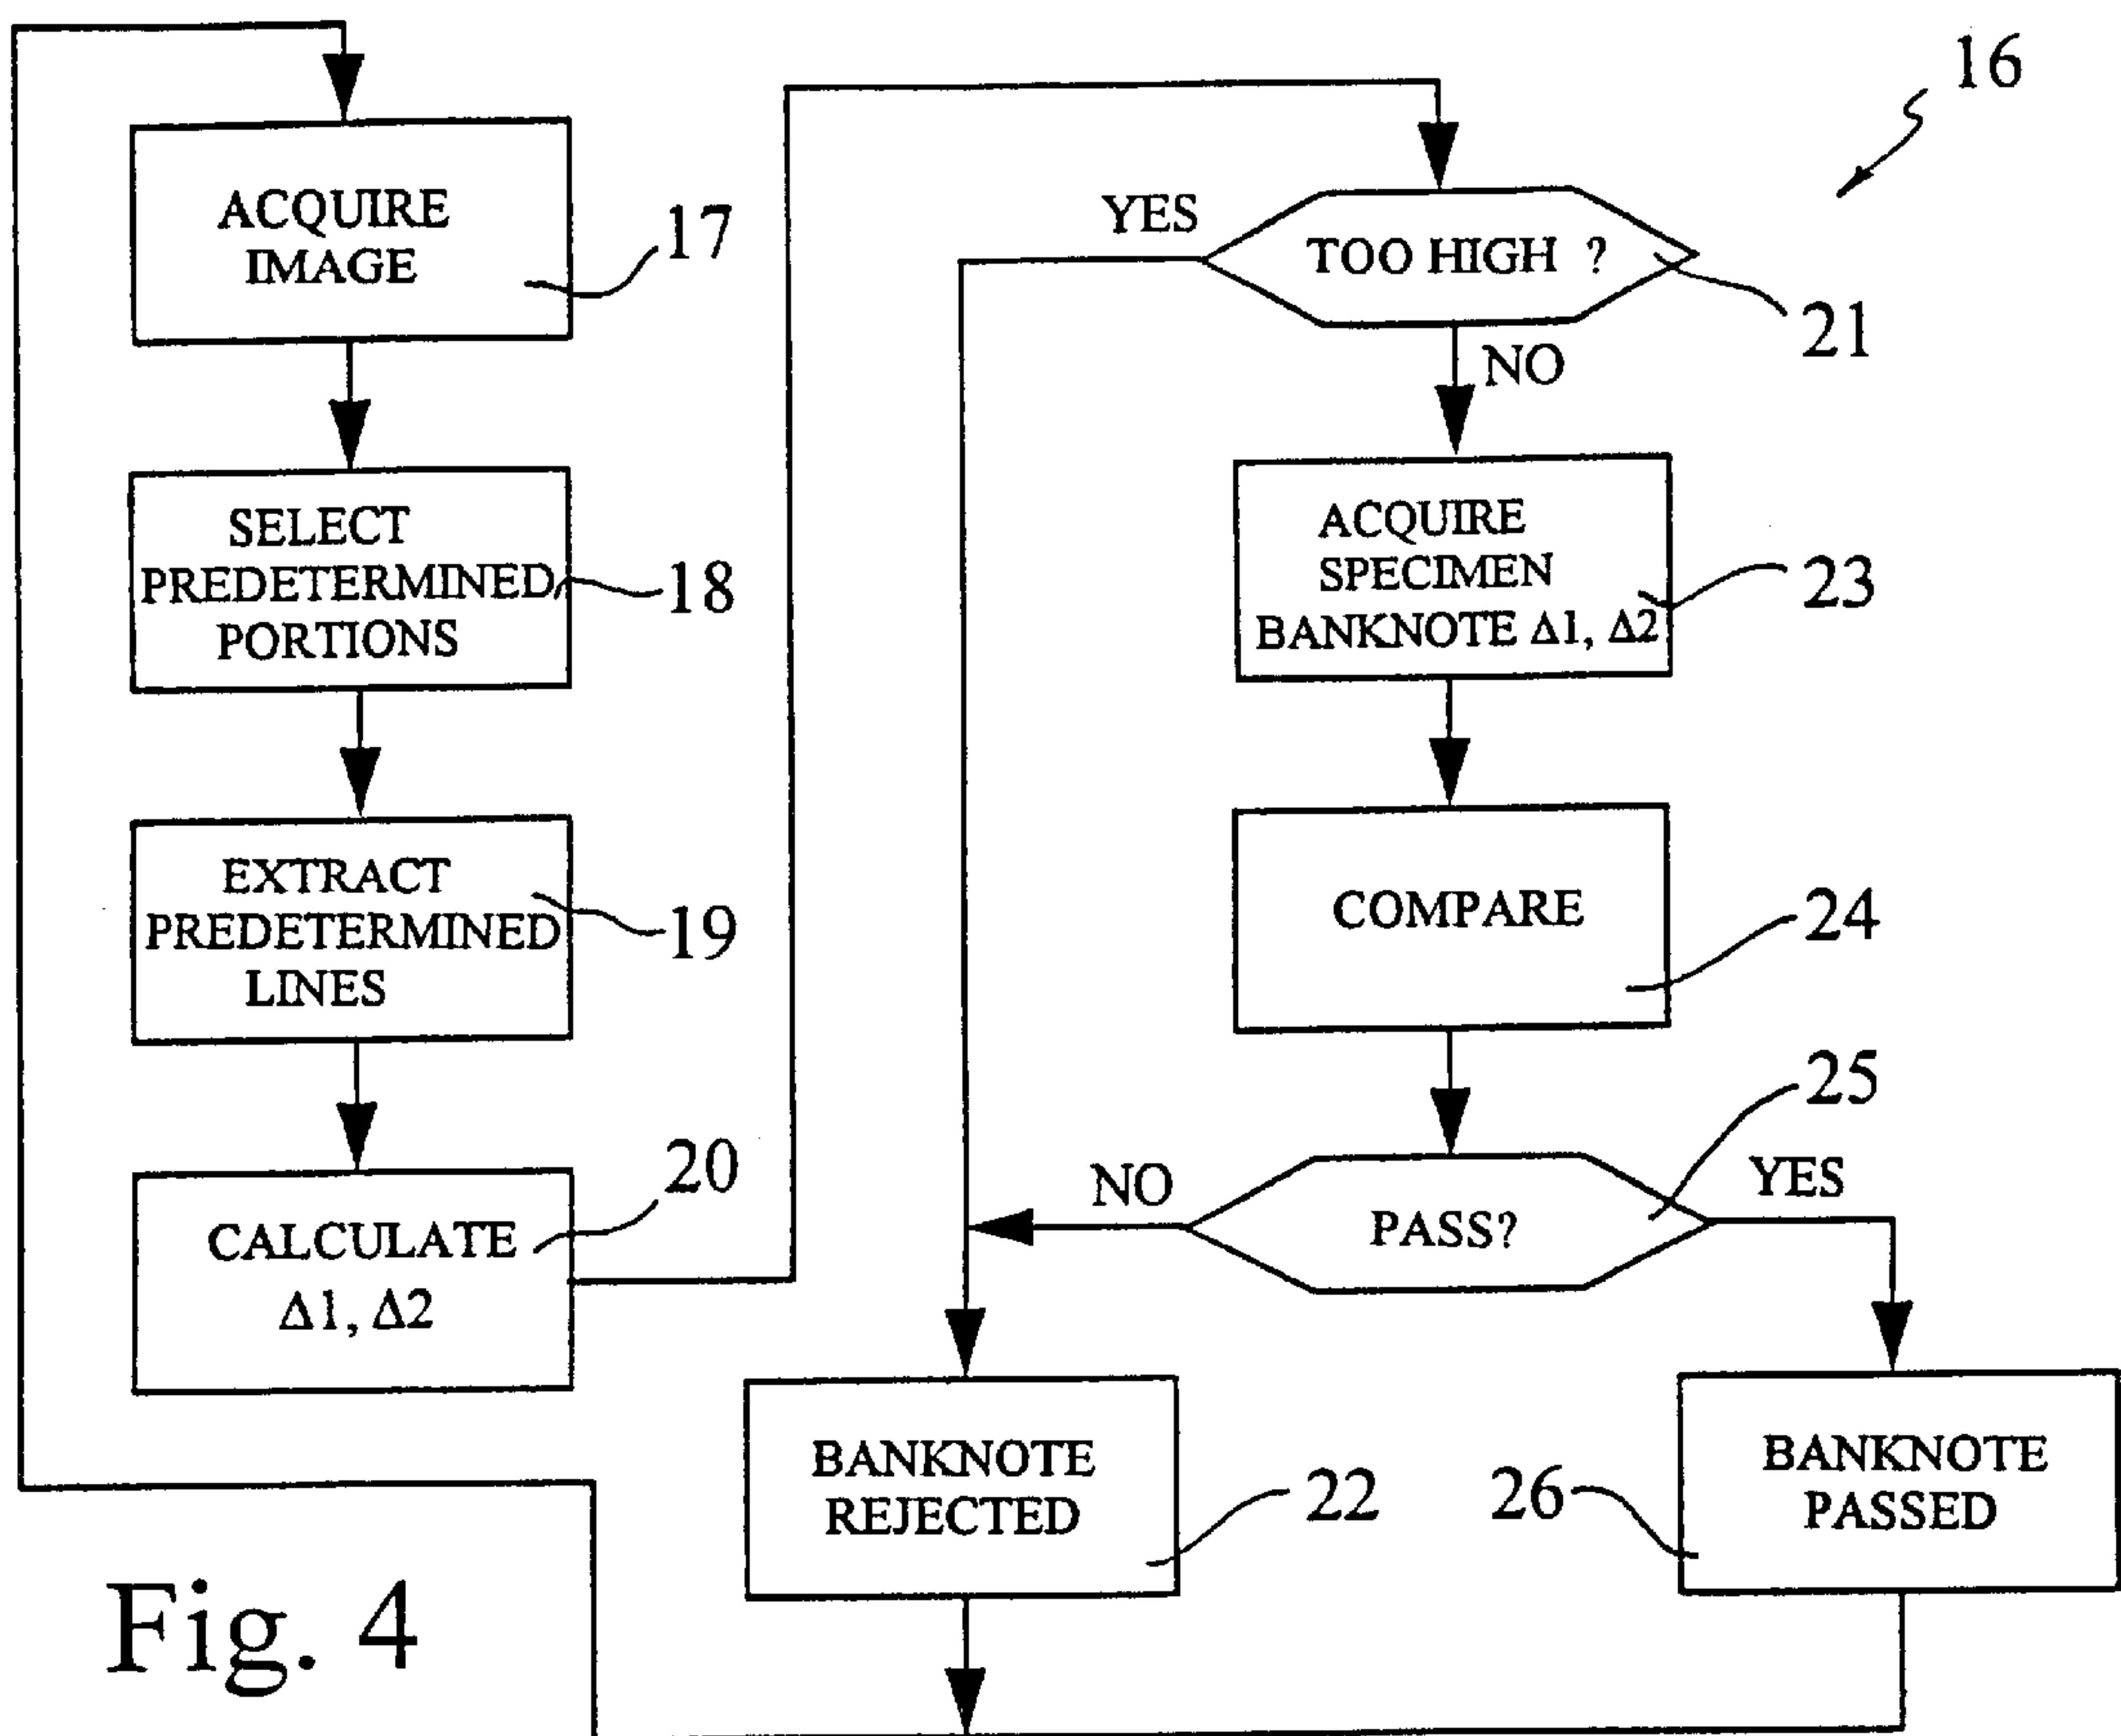 16
ACQUIRE
IMAGE
17
SELECT
PREDETERMINED
PORTIONS
18
EXTRACT
PREDETERMINED
LINES
19
CALCULATE
Δ1, Δ2
20
TOO HIGH ?
21
YES
NO
ACQUIRE
SPECIMEN
BANKNOTE Δ1, Δ2
23
COMPARE
24
PASS?
25
NO
YES
BANKNOTE
REJECTED
22
BANKNOTE
PASSED
26
Fig. 4